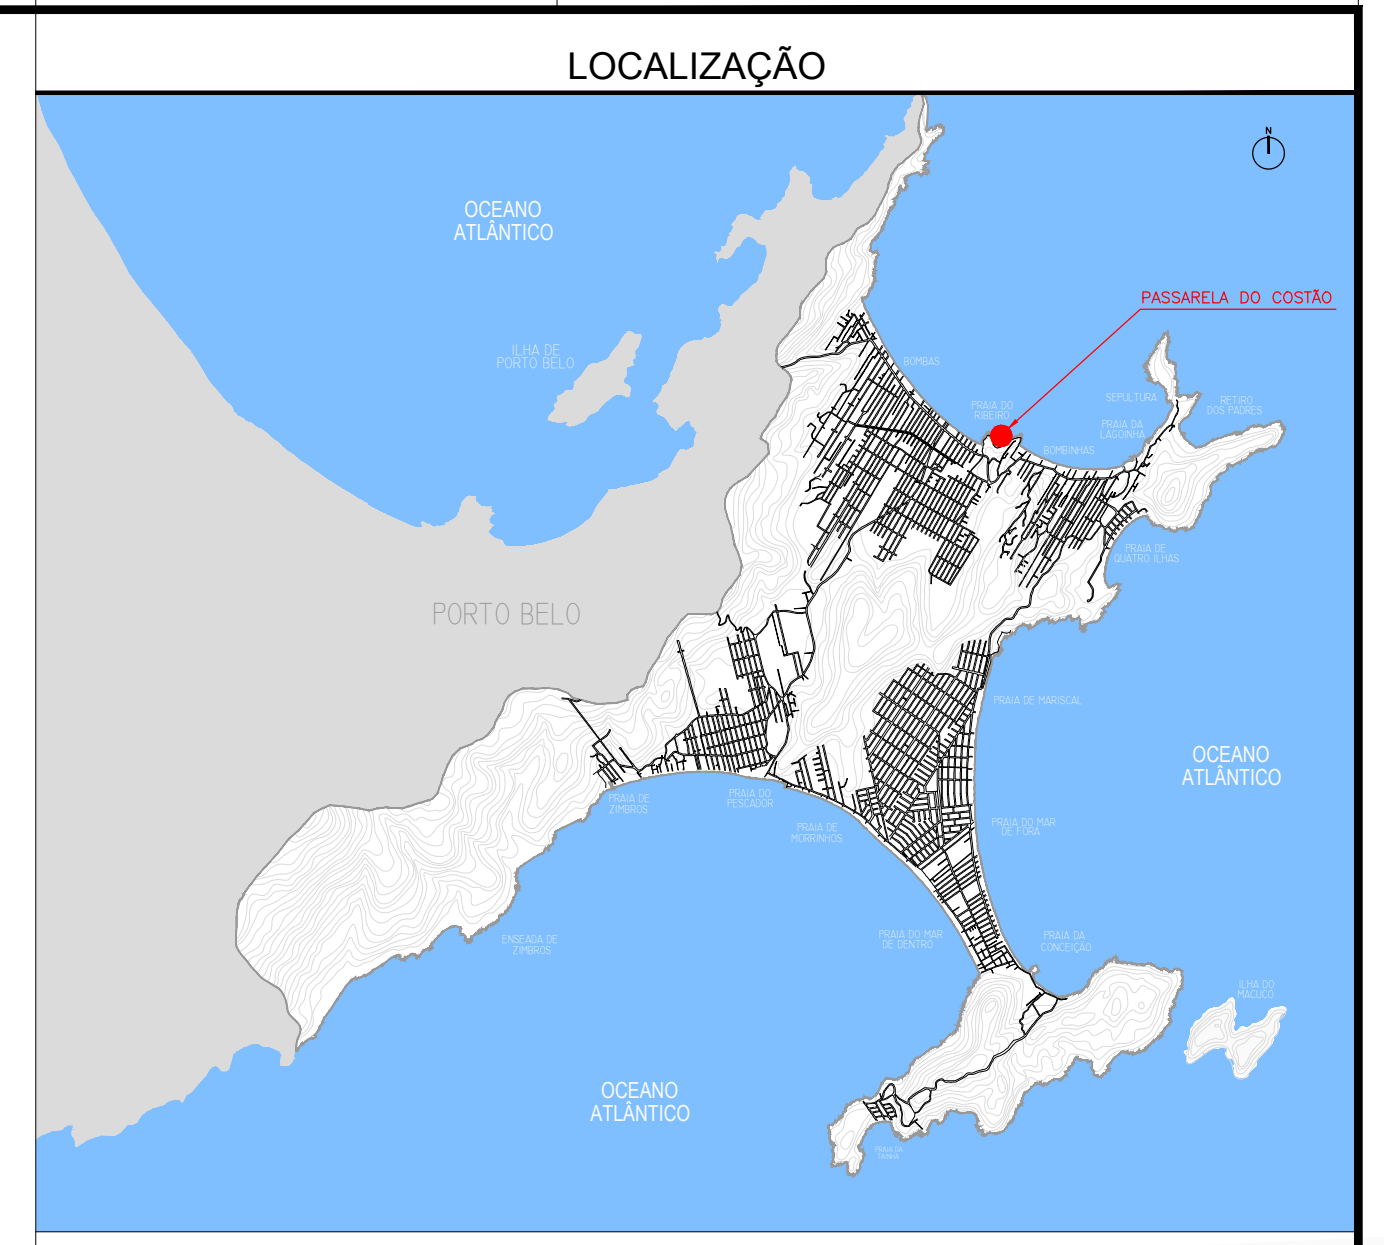 LOCALIZAÇÃO
N
OCEANO
ATLÂNTICO
PASSARELA DO COSTÃO
ILHA DE
PORTO BELO
BOMBAS
SEPULTURA
RETIRO
DOS PADRES
PRAIA DO
RIBEIRO
PRAIA DA
LAGOINHA
BOMBINHAS
PRAIA DE
QUATRO ILHAS
PORTO BELO
PRAIA DE MARISCAL
OCEANO
ATLÂNTICO
PRAIA DE
ZIMBROS
PRAIA DO
PESCADOR
PRAIA DE
MORRINHOS
PRAIA DO MAR
DE FORA
ENSEADA DE
ZIMBROS
PRAIA DO MAR
DE DENTRO
PRAIA DA
CONCEIÇÃO
ILHA DO
MACUCO
OCEANO
ATLÂNTICO
PRAIA DA
TAINHA